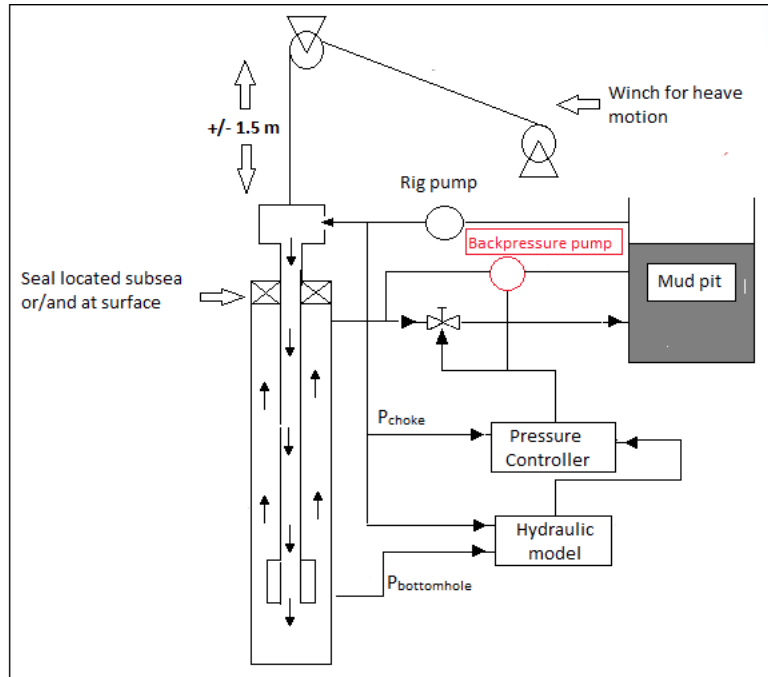 Winch for heave
motion
+/- 1.5 m
Rig pump
Backpressure pump
Seal located subsea
or/and at surface
Mud pit
Pchoke
Pressure
Controller
Hydraulic
model
Pbottomhole